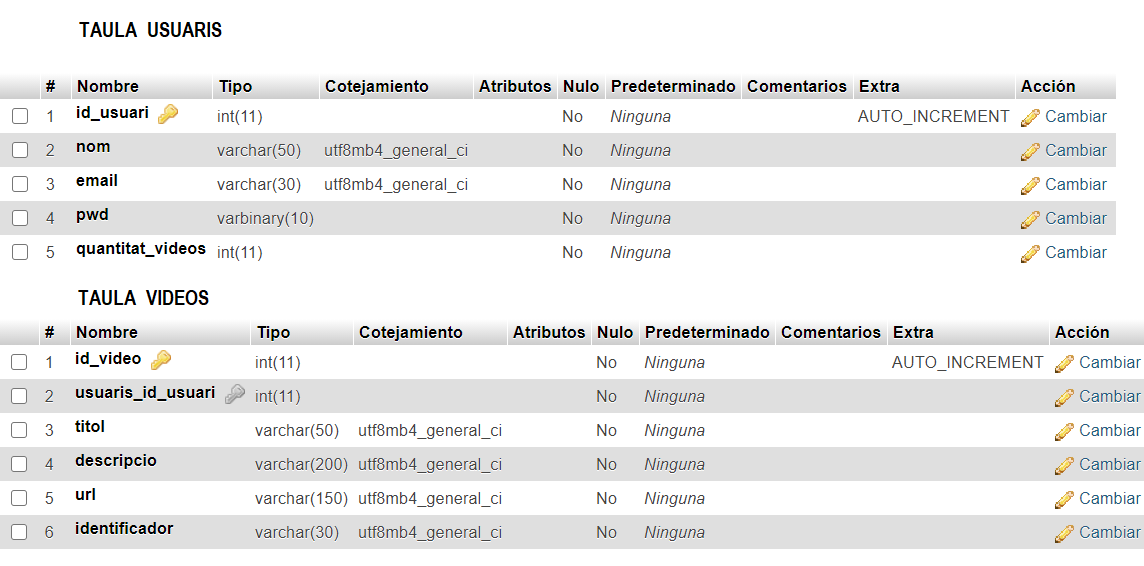 TAULA USUARIS
# Nombre Tipo Cotejamiento Atributos Nulo Predeterminado Comentarios Extra Acción
1 id_usuari int(11) No Ninguna AUTO_INCREMENT Cambiar
2 nom varchar(50) utf8mb4_general_ci No Ninguna Cambiar
3 email varchar(30) utf8mb4_general_ci No Ninguna Cambiar
4 pwd varbinary(10) No Ninguna Cambiar
5 quantitat_videos int(11) No Ninguna Cambiar
TAULA VIDEOS
# Nombre Tipo Cotejamiento Atributos Nulo Predeterminado Comentarios Extra Acción
1 id_video int(11) No Ninguna AUTO_INCREMENT Cambiar
2 usuaris_id_usuari int(11) No Ninguna Cambiar
3 titol varchar(50) utf8mb4_general_ci No Ninguna Cambiar
4 descripcio varchar(200) utf8mb4_general_ci No Ninguna Cambiar
5 url varchar(150) utf8mb4_general_ci No Ninguna Cambiar
6 identificador varchar(30) utf8mb4_general_ci No Ninguna Cambiar